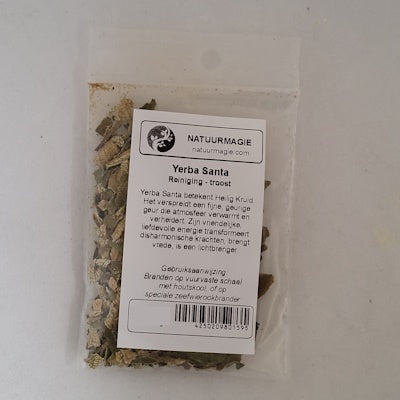 NATUURMAGIE
natuurmagie.com
Yerba Santa
Reiniging - troost
Yerba Santa betekent Heilig Kruid.
Het verspreidt een fijne, geurige
geur die atmosfeer verwarmt en
verheldert. Zijn vriendelijke,
liefdevolle energie transformeert
disharmonische krachten, brengt
vrede, is een lichtbrenger
Gebruiksaanwijzing:
Branden op vuurvaste schaal
met houtskool, of op
speciale zeefwierookbrander
4250209801595